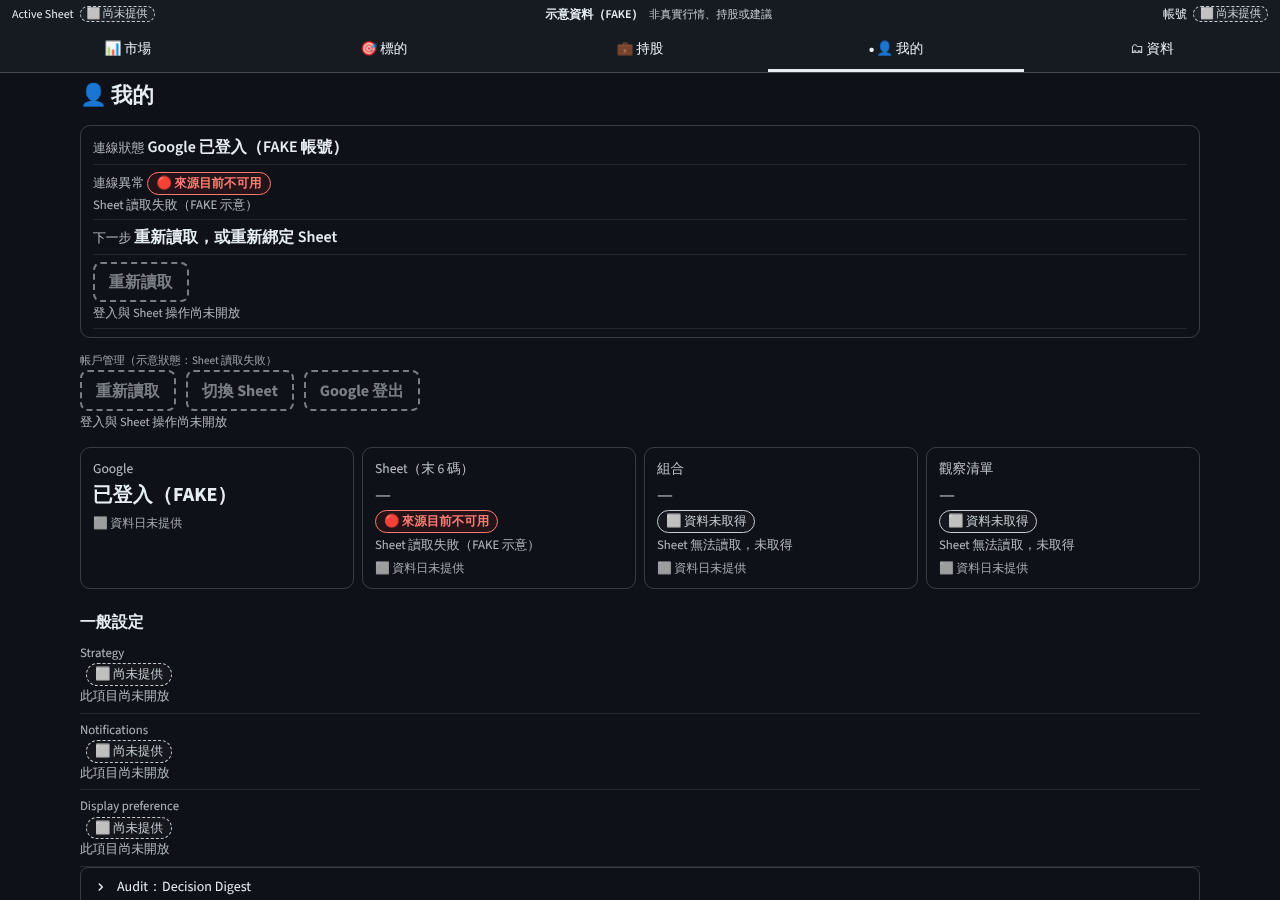 Active Sheet ⬜ 尚未提供 示意資料（FAKE） 非真實行情、持股或建議 帳號 ⬜ 尚未提供
📊 市場 🎯 標的 💼 持股 •👤 我的 🗂 資料
👤 我的
連線狀態 Google 已登入（FAKE 帳號）
連線異常 🔴 來源目前不可用
Sheet 讀取失敗（FAKE 示意）
下一步 重新讀取，或重新綁定 Sheet
重新讀取
登入與 Sheet 操作尚未開放
帳戶管理（示意狀態：Sheet 讀取失敗）
重新讀取 切換 Sheet Google 登出
登入與 Sheet 操作尚未開放
Google
已登入（FAKE）
⬜ 資料日未提供
Sheet（末 6 碼）
—
🔴 來源目前不可用
Sheet 讀取失敗（FAKE 示意）
⬜ 資料日未提供
組合
—
⬜ 資料未取得
Sheet 無法讀取，未取得
⬜ 資料日未提供
觀察清單
—
⬜ 資料未取得
Sheet 無法讀取，未取得
⬜ 資料日未提供
一般設定
Strategy
⬜ 尚未提供
此項目尚未開放
Notifications
⬜ 尚未提供
此項目尚未開放
Display preference
⬜ 尚未提供
此項目尚未開放
Audit：Decision Digest